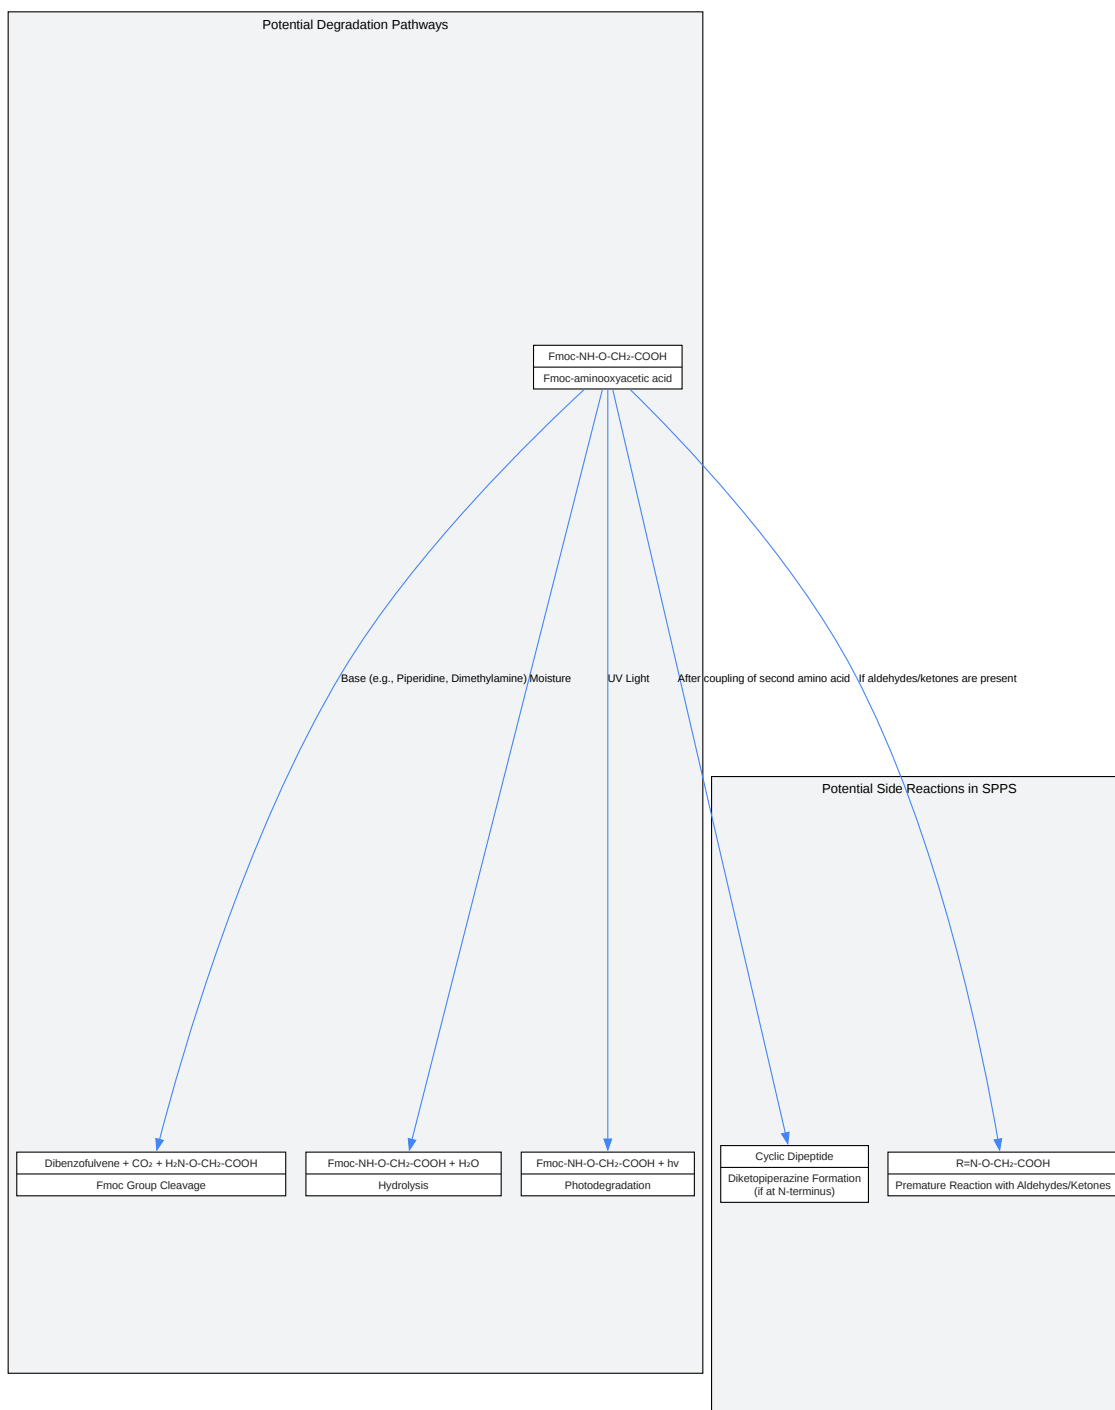 Potential Degradation Pathways
Fmoc-NH-O-CH₂-COOH
Fmoc-aminooxyacetic acid
Base (e.g., Piperidine, Dimethylamine)
Moisture
UV Light
After coupling of second amino acid
If aldehydes/ketones are present
Potential Side Reactions in SPPS
Dibenzofulvene + CO₂ + H₂N-O-CH₂-COOH
Fmoc Group Cleavage
Fmoc-NH-O-CH₂-COOH + H₂O
Hydrolysis
Fmoc-NH-O-CH₂-COOH + hv
Photodegradation
Cyclic Dipeptide
Diketopiperazine Formation
(if at N-terminus)
R=N-O-CH₂-COOH
Premature Reaction with Aldehydes/Ketones